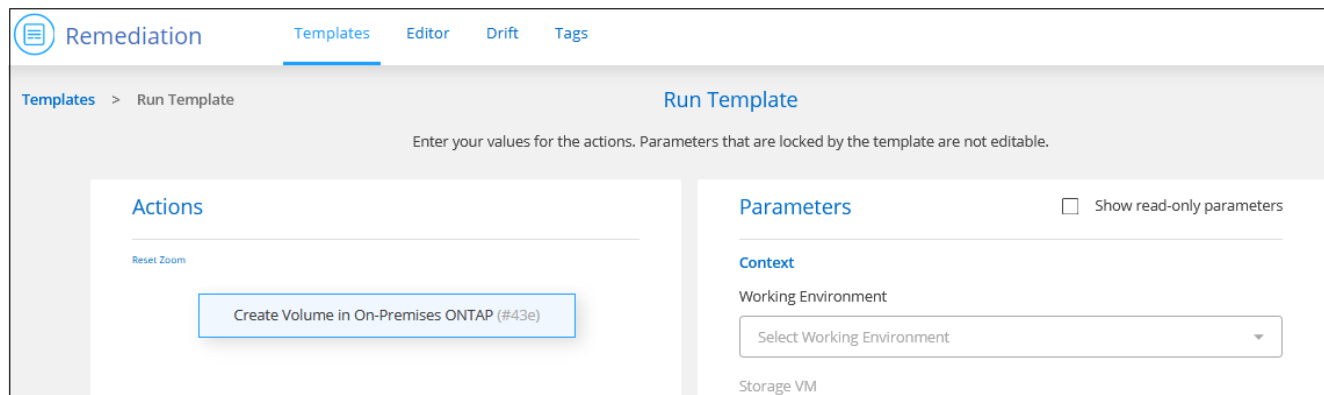 Remediation Templates Editor Drift Tags
Templates > Run Template
Run Template
Enter your values for the actions. Parameters that are locked by the template are not editable.
Actions
Reset Zoom
Create Volume in On-Premises ONTAP (#43e)
Parameters
Show read-only parameters
Context
Working Environment
Select Working Environment
Storage VM